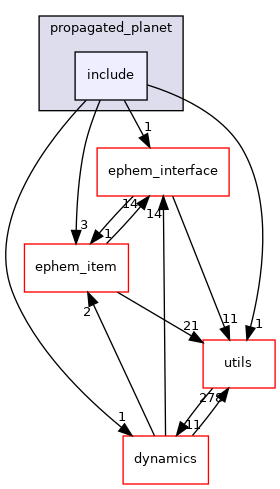 propagated_planet
include
1
ephem_interface
14
14
3
1
ephem_item
11
1
2
21
utils
278
1
11
dynamics